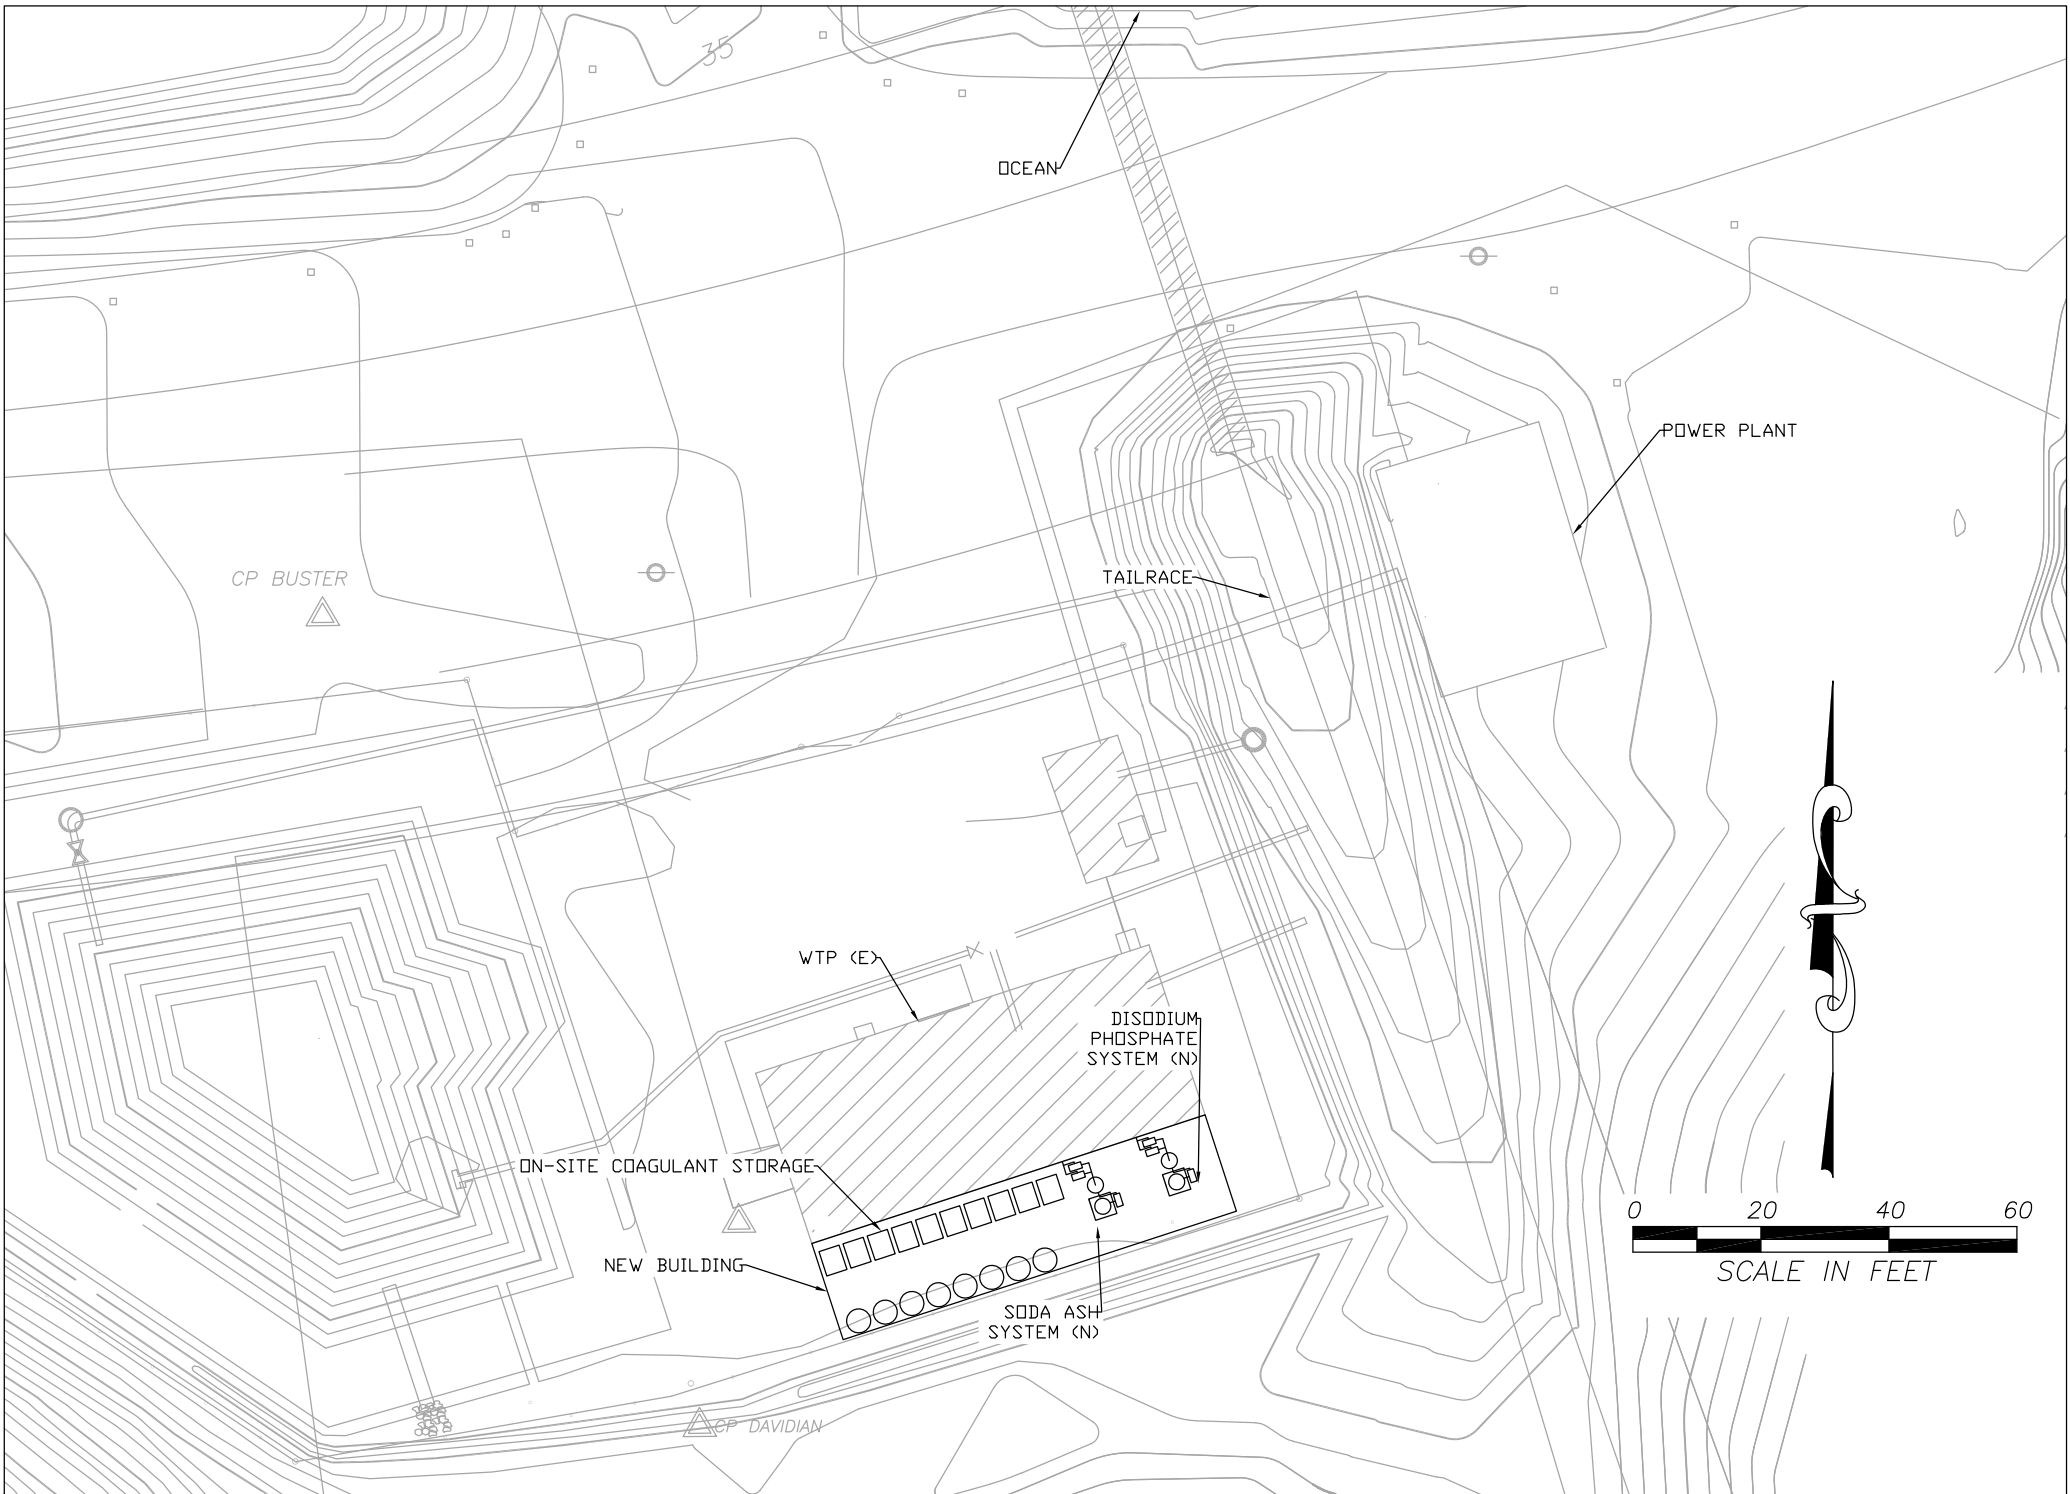 35
OCEAN
POWER PLANT
CP BUSTER
TAILRACE
WTP (E)
DISODIUM
PHOSPHATE
SYSTEM (N)
ON-SITE COAGULANT STORAGE
0 20 40 60
SCALE IN FEET
NEW BUILDING
SODA ASH
SYSTEM (N)
CP DAVIDIAN